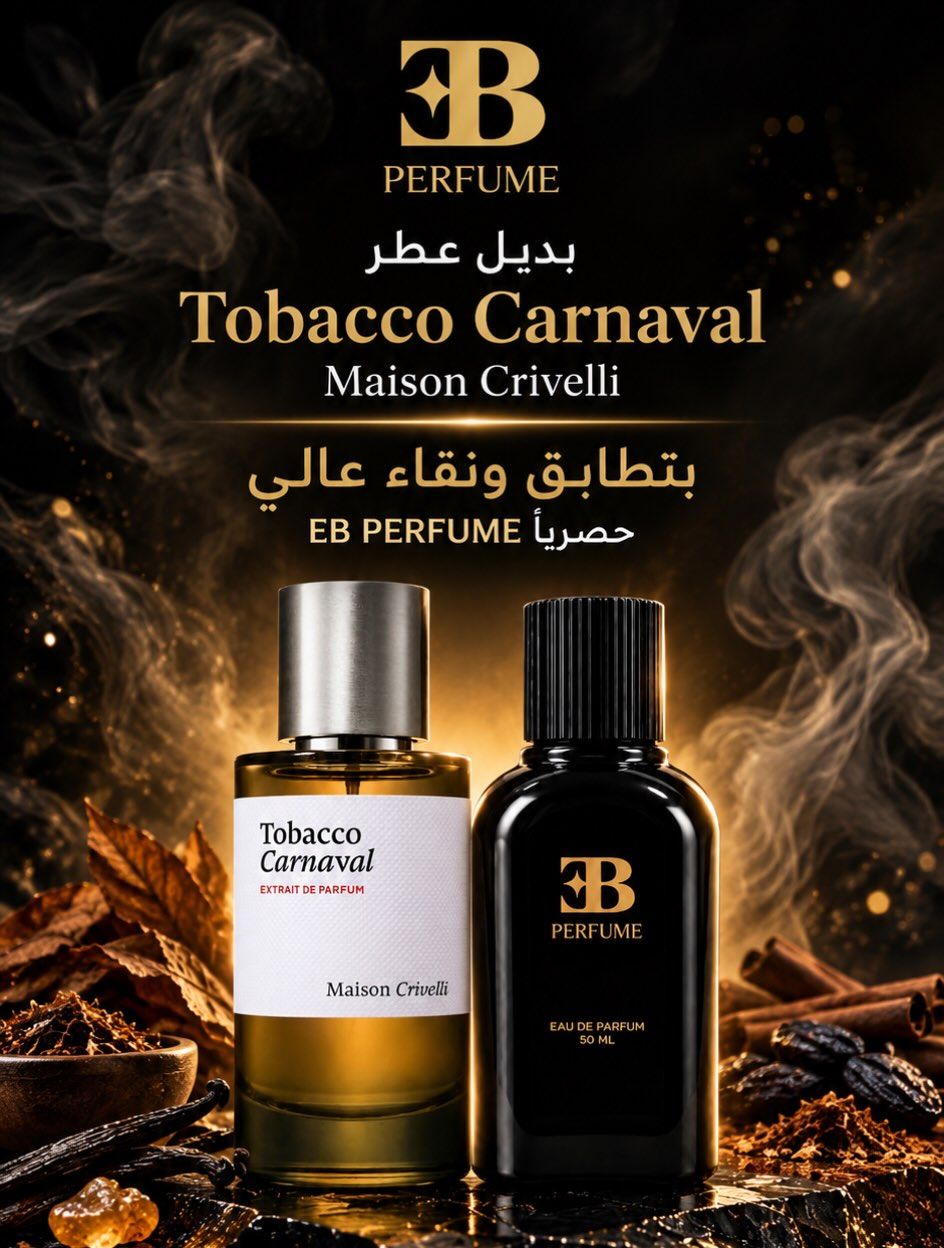 EB
PERFUME
بديل عطر
Tobacco Carnaval
Maison Crivelli
بتطابق ونقاء عالي
حصرياً EB PERFUME
Tobacco
Carnaval
EXTRAIT DE PARFUM
Maison Crivelli
EB
PERFUME
EAU DE PARFUM
50 ML